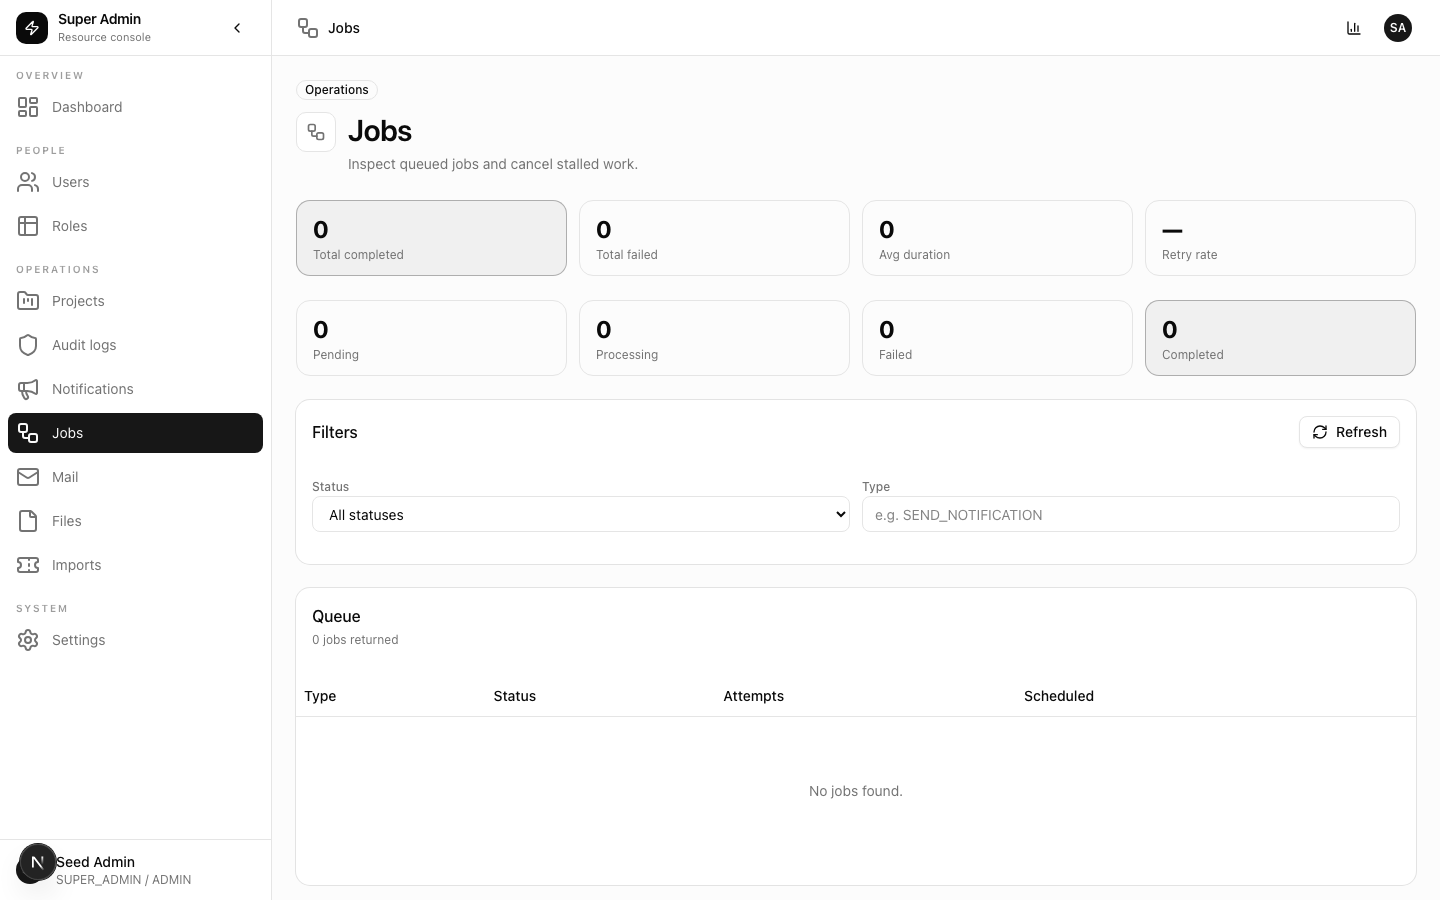 Super Admin
Resource console
OVERVIEW
Dashboard
PEOPLE
Users
Roles
OPERATIONS
Projects
Audit logs
Notifications
Jobs
Mail
Files
Imports
SYSTEM
Settings
N
Seed Admin
SUPER_ADMIN / ADMIN
Jobs
SA
Operations
Jobs
Inspect queued jobs and cancel stalled work.
0
Total completed
0
Total failed
0
Avg duration
—
Retry rate
0
Pending
0
Processing
0
Failed
0
Completed
Filters
Refresh
Status
All statuses
Type
e.g. SEND_NOTIFICATION
Queue
0 jobs returned
Type Status Attempts Scheduled
No jobs found.